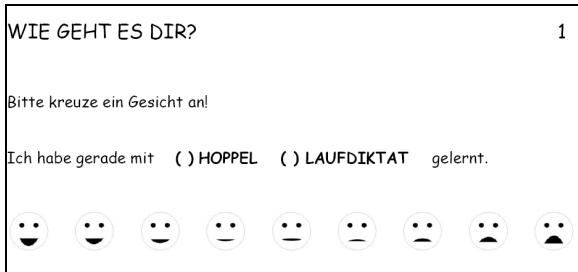 WIE GEHT ES DIR? 1
Bitte kreuze ein Gesicht an!
Ich habe gerade mit ( ) HOPPEL ( ) LAUFDIKTAT gelernt.